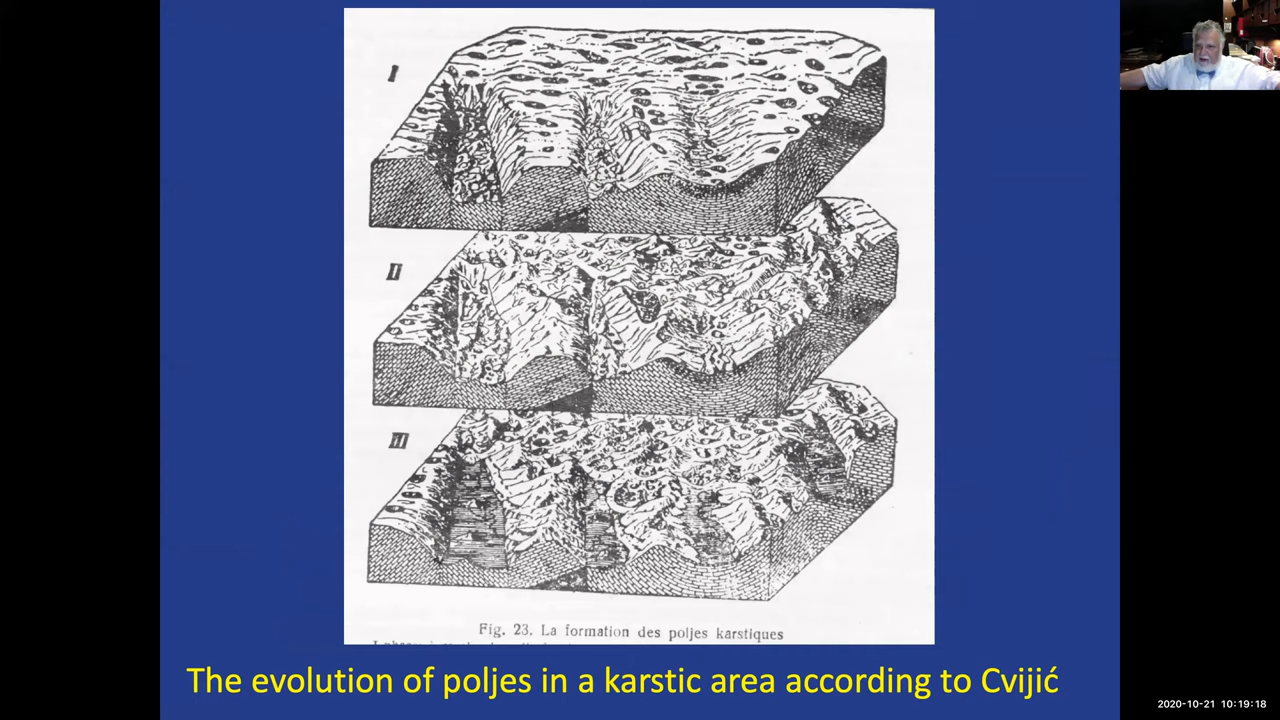 I
II
III
Fig. 23. La formation des poljes karstiques
The evolution of poljes in a karstic area according to Cvijić
2020-10-21 10:19:18